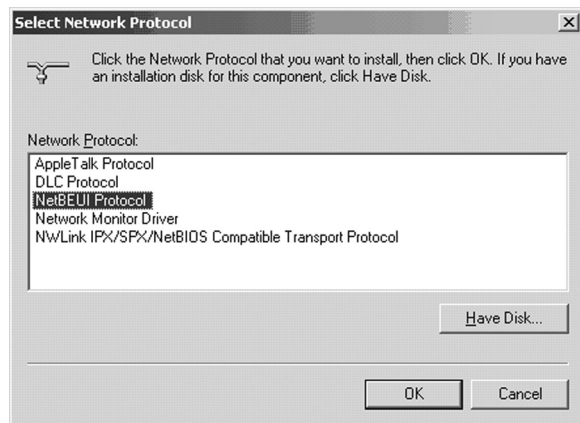 Select Network Protocol
Click the Network Protocol that you want to install, then click OK. If you have
an installation disk for this component, click Have Disk.
Network Protocol:
AppleTalk Protocol
DLC Protocol
NetBEUI Protocol
Network Monitor Driver
NWLink IPX/SPX/NetBIOS Compatible Transport Protocol
Have Disk...
OK
Cancel